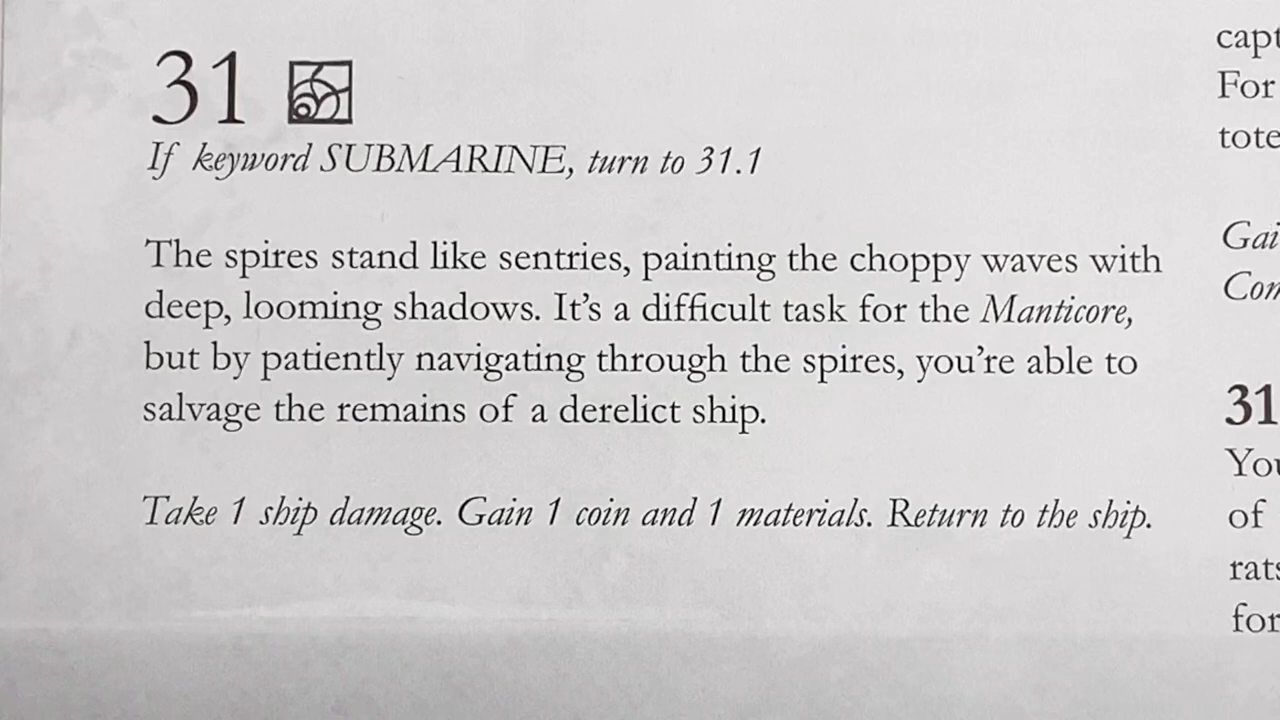 31
If keyword SUBMARINE, turn to 31.1
The spires stand like sentries, painting the choppy waves with
deep, looming shadows. It's a difficult task for the Manticore,
but by patiently navigating through the spires, you're able to
salvage the remains of a derelict ship.
Take 1 ship damage. Gain 1 coin and 1 materials. Return to the ship.
For
31
of